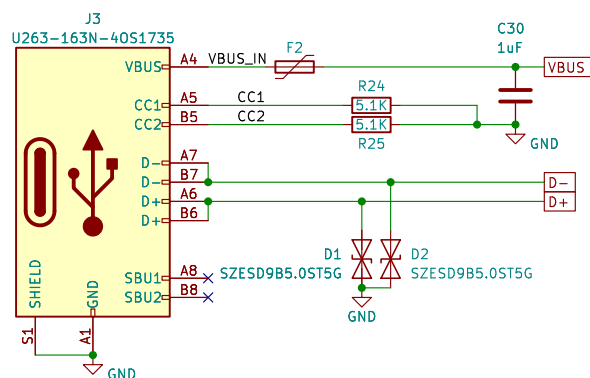 J3
U263-163N-4OS1735
VBUS
A4
VBUS_IN
F2
C30
1uF
VBUS
CC1
A5
CC1
R24
5.1K
CC2
B5
CC2
5.1K
R25
GND
D-
A7
D-
B7
D-
D+
A6
D+
D+
B6
D1
SZESD9B5.0ST5G
D2
SZESD9B5.0ST5G
SBU1
A8
SBU2
B8
GND
SHIELD
GND
S1
A1
GND